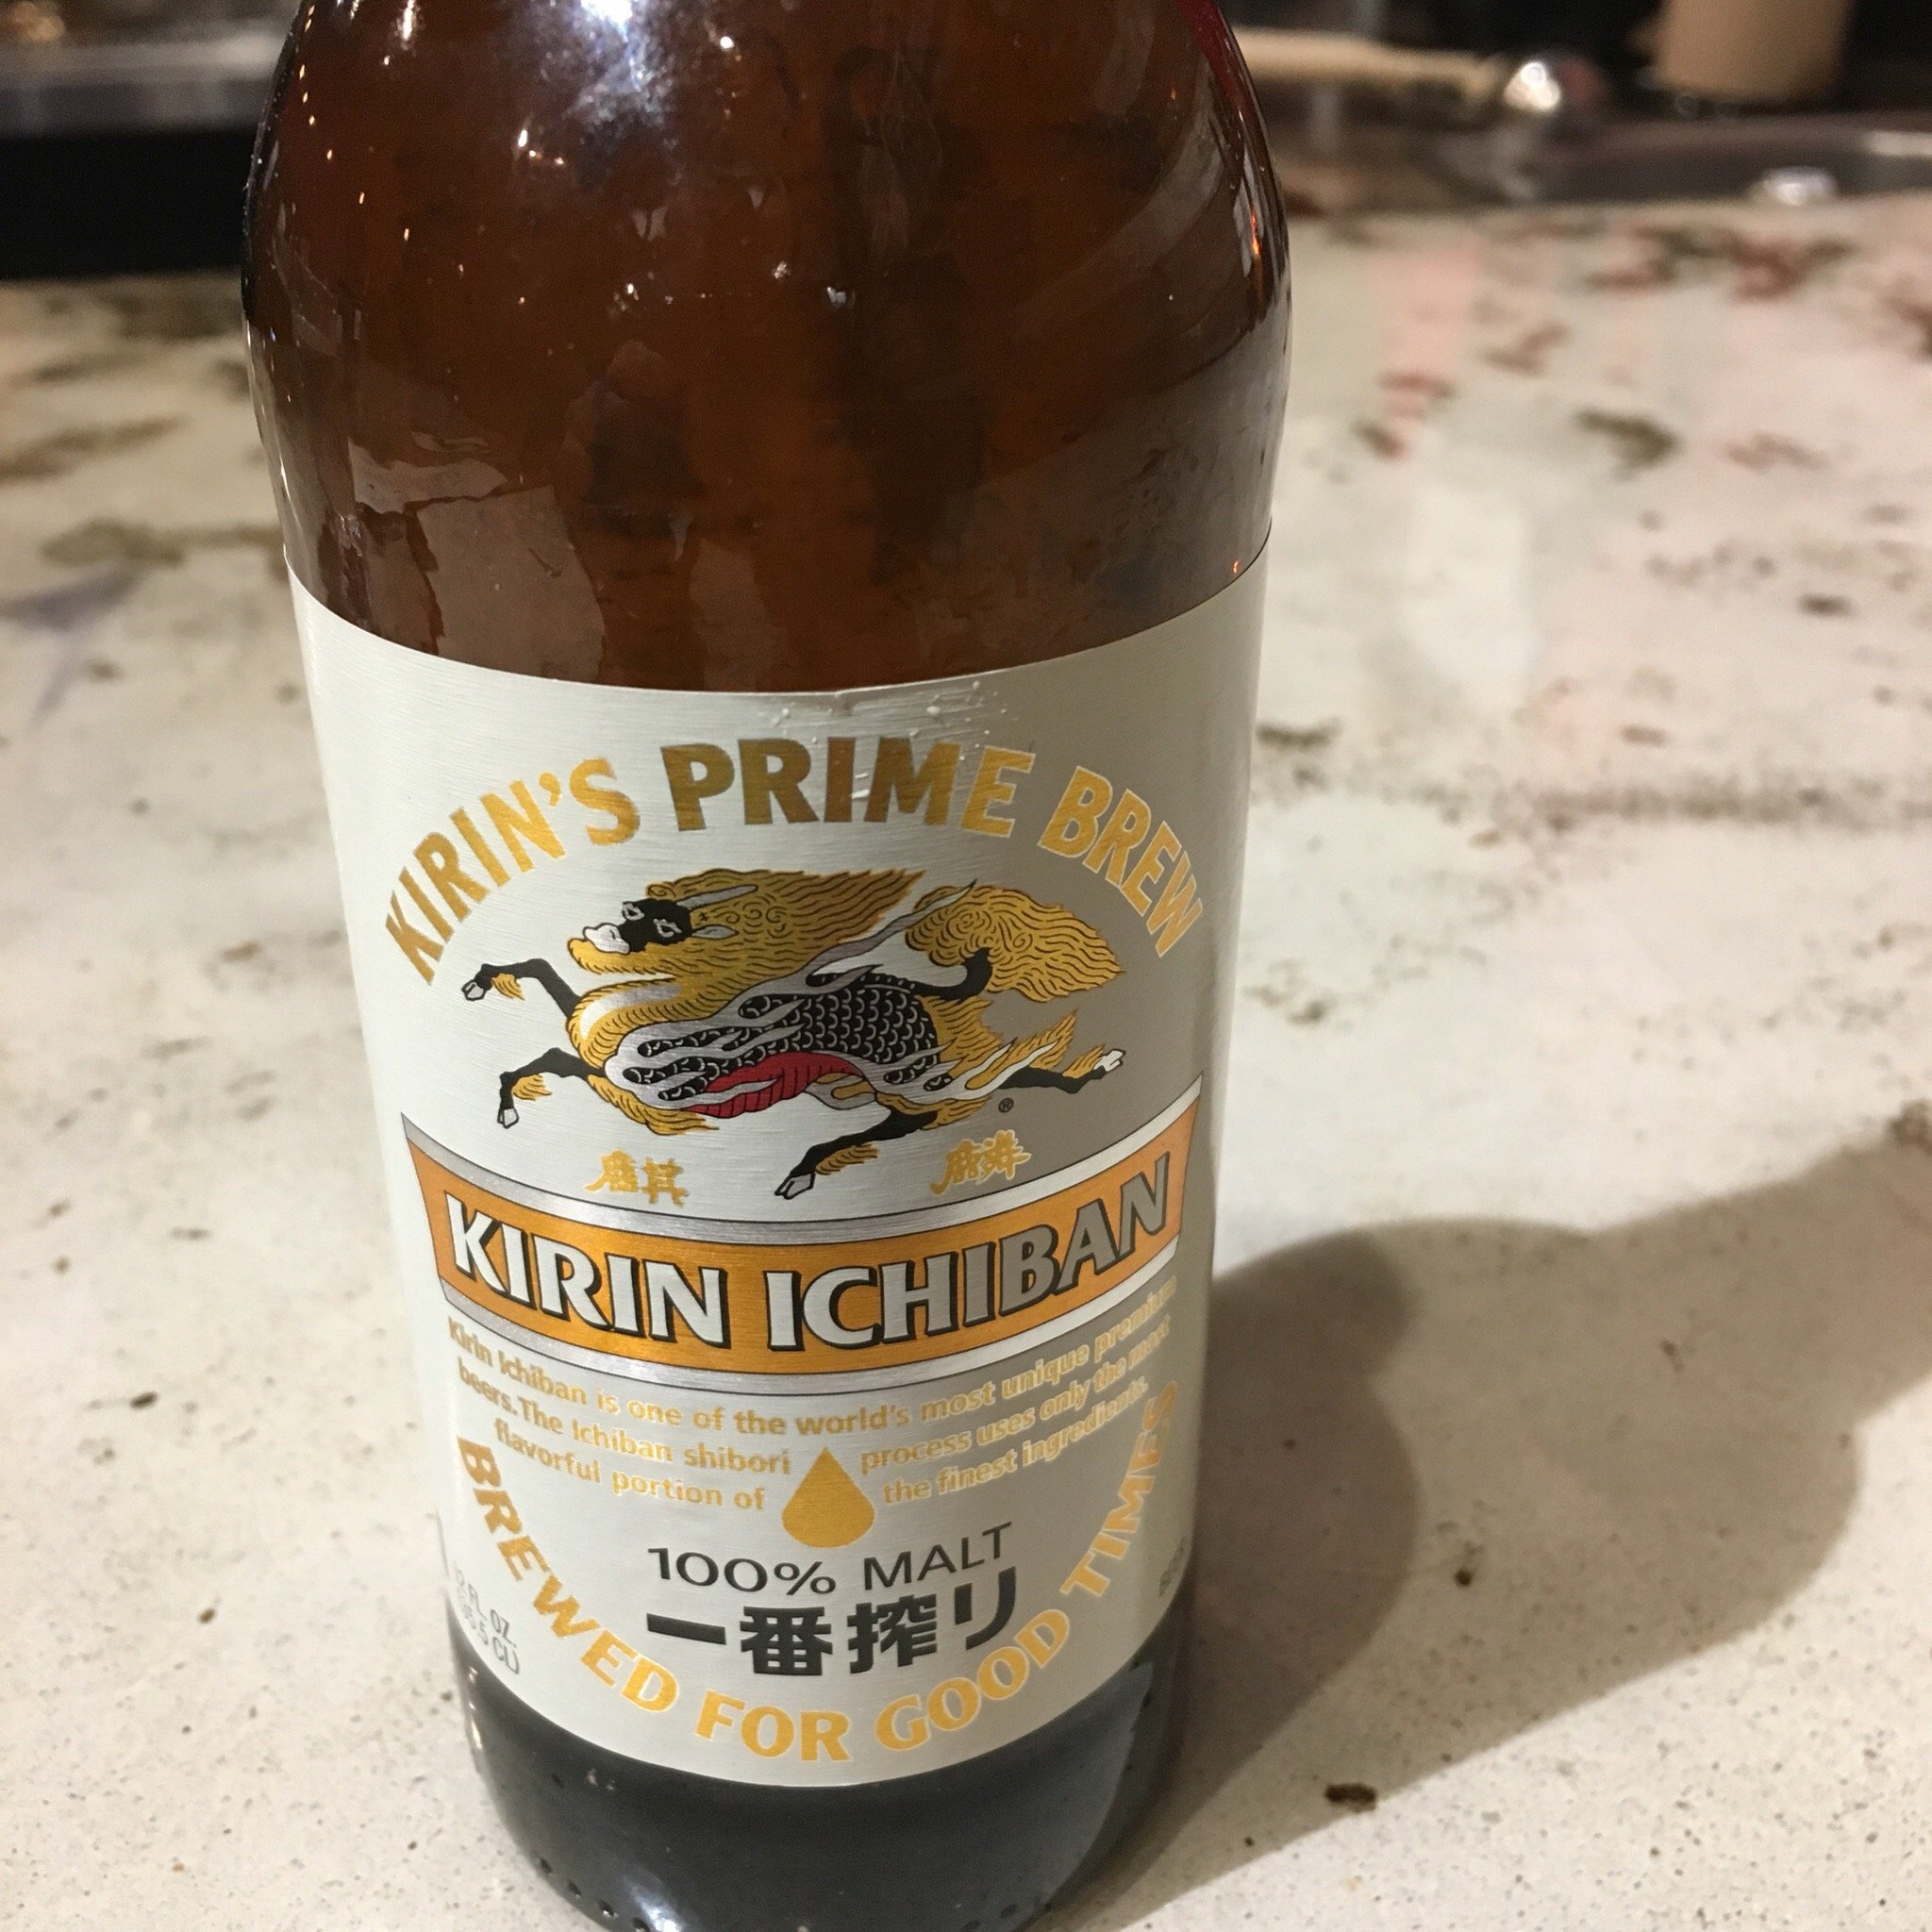 KIRIN'S PRIME BREW
®
麒麟
KIRIN ICHIBAN
Kirin Ichiban is one of the world's most unique premium
beers. The Ichiban shibori process uses only the most
flavorful portion of the finest ingredients.
100% MALT
一番搾り
BREWED FOR GOOD TIMES
FL OZ.